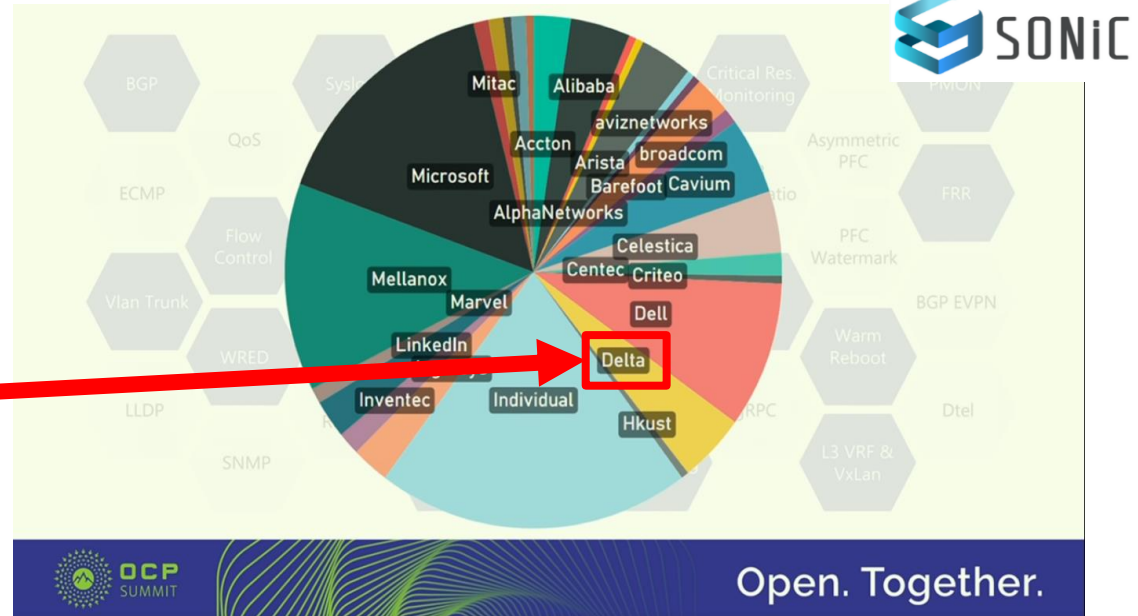 SONiC
BGP
Critical Res.
Monitoring
PMON
Mitac
Alibaba
QoS
aviznetworks
Asymmetric
PFC
Accton
Arista
broadcom
Microsoft
Barefoot
Cavium
ECMP
FRR
AlphaNetworks
Flow
Control
Celestica
PFC
Watermark
Mellanox
Centec
Criteo
Vlan Trunk
Marvel
Dell
BGP EVPN
LinkedIn
Warm
Reboot
WRED
Delta
Inventec
Individual
LLDP
Hkust
Dtel
SNMP
L3 VRF &
VxLan
OCP
SUMMIT
Open. Together.